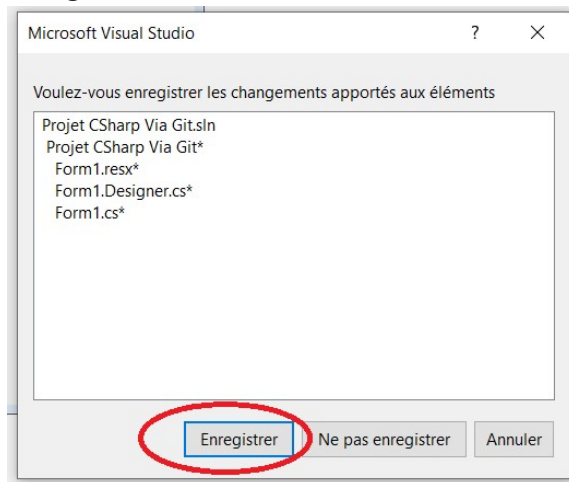 Microsoft Visual Studio ? X
Voulez-vous enregistrer les changements apportés aux éléments
Projet CSharp Via Git.sln
Projet CSharp Via Git*
Form1.resx*
Form1.Designer.cs*
Form1.cs*
Enregistrer Ne pas enregistrer Annuler